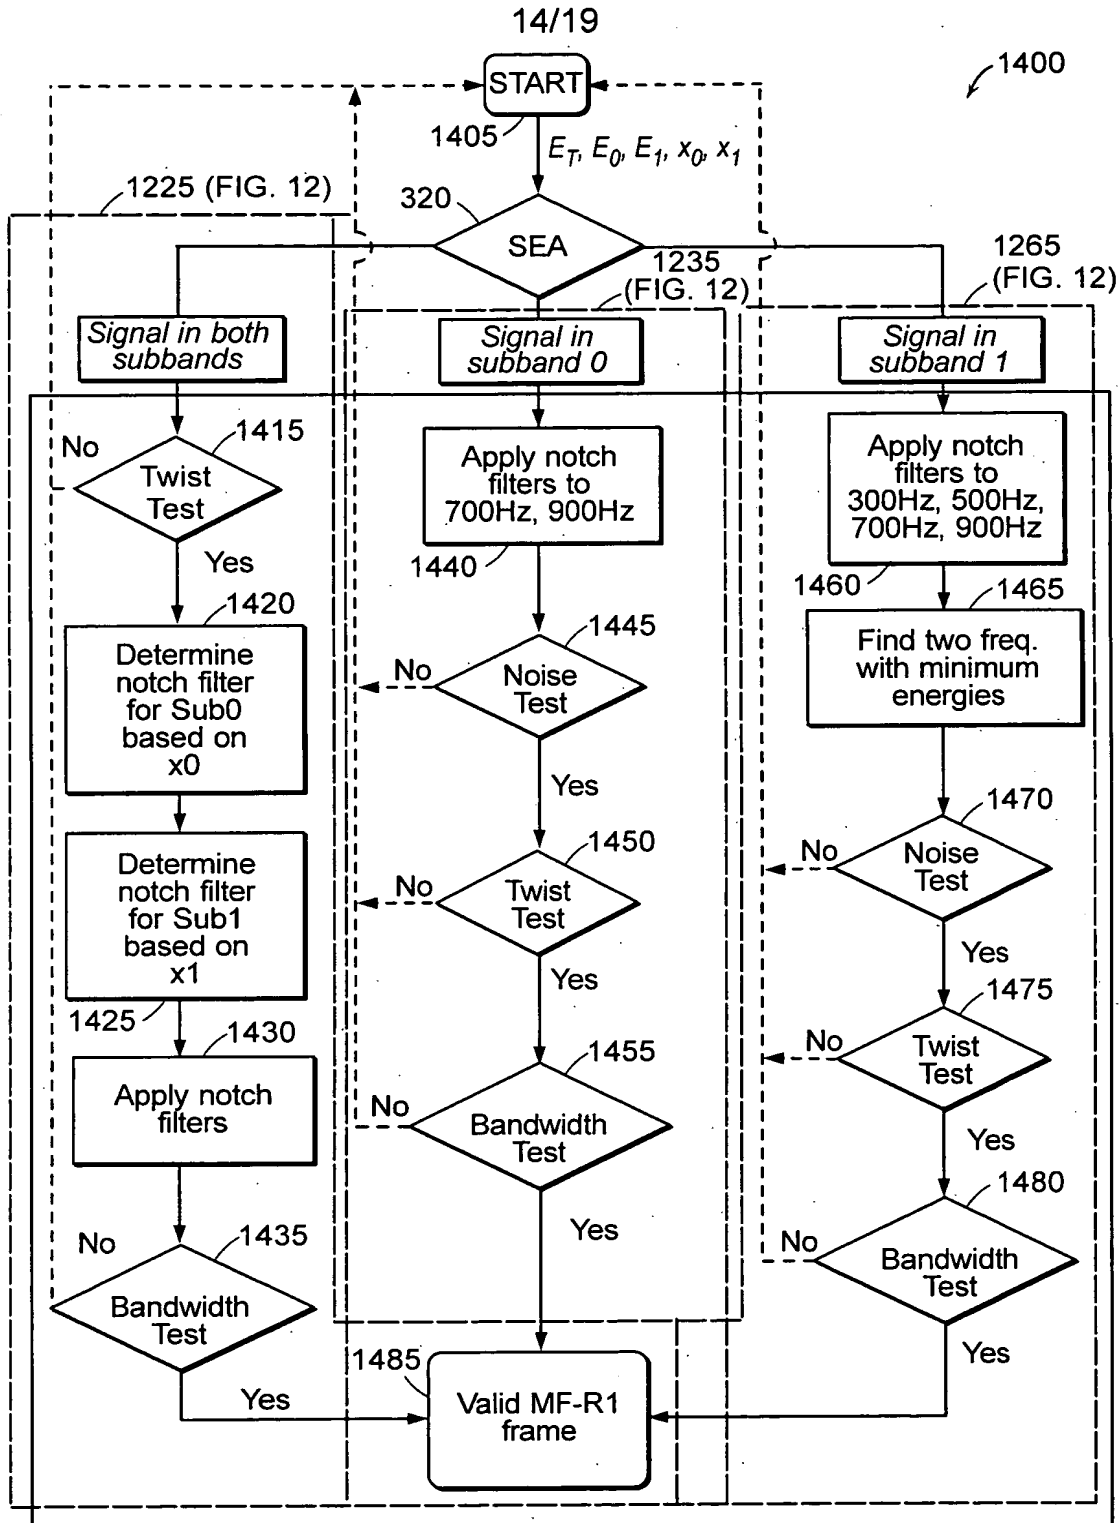 14/19
1400
START
1405
E_T, E_0, E_1, x_0, x_1
1225 (FIG. 12)
320
SEA
1235
(FIG. 12)
1265
(FIG. 12)
Signal in both
subbands
Signal in
subband 0
Signal in
subband 1
No
1415
Twist
Test
Yes
1420
Determine
notch filter
for Sub0
based on
x0
Determine
notch filter
for Sub1
based on
x1
1425
1430
Apply notch
filters
No
1435
Bandwidth
Test
Yes
Apply notch
filters to
700Hz, 900Hz
1440
1445
No
Noise
Test
Yes
1450
No
Twist
Test
Yes
1455
No
Bandwidth
Test
Yes
Apply notch
filters to
300Hz, 500Hz,
700Hz, 900Hz
1460
1465
Find two freq.
with minimum
energies
1470
No
Noise
Test
Yes
1475
No
Twist
Test
Yes
1480
No
Bandwidth
Test
Yes
1485
Valid MF-R1
frame